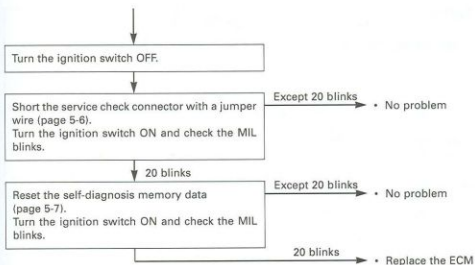 Turn the ignition switch OFF.
Short the service check connector with a jumper
wire (page 5-6).
Turn the ignition switch ON and check the MIL
blinks.
Except 20 blinks
• No problem
20 blinks
Reset the self-diagnosis memory data
(page 5-7).
Turn the ignition switch ON and check the MIL
blinks.
Except 20 blinks
• No problem
20 blinks
• Replace the ECM